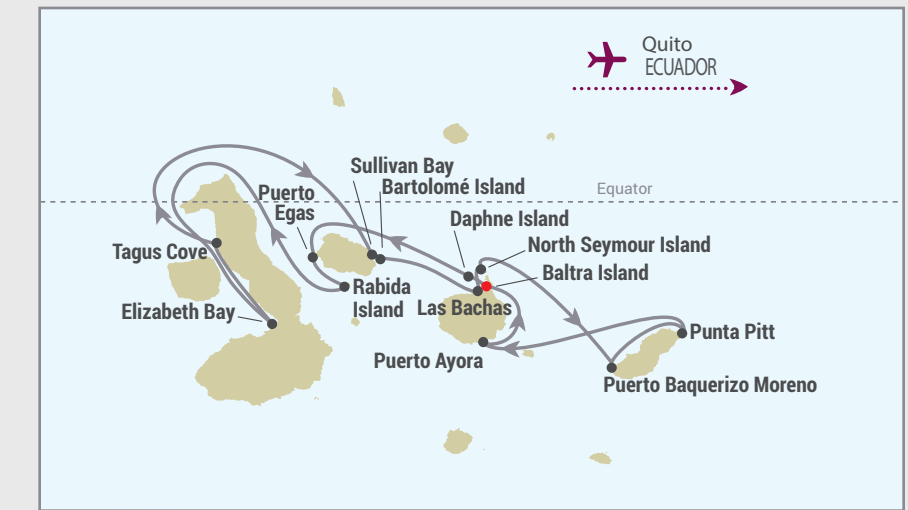 Quito
ECUADOR
Equator
Sullivan Bay
Bartolomé Island
Puerto
Egas
Daphne Island
North Seymour Island
Tagus Cove
Baltra Island
Rabida
Island
Las Bachas
Elizabeth Bay
Punta Pitt
Puerto Ayora
Puerto Baquerizo Moreno